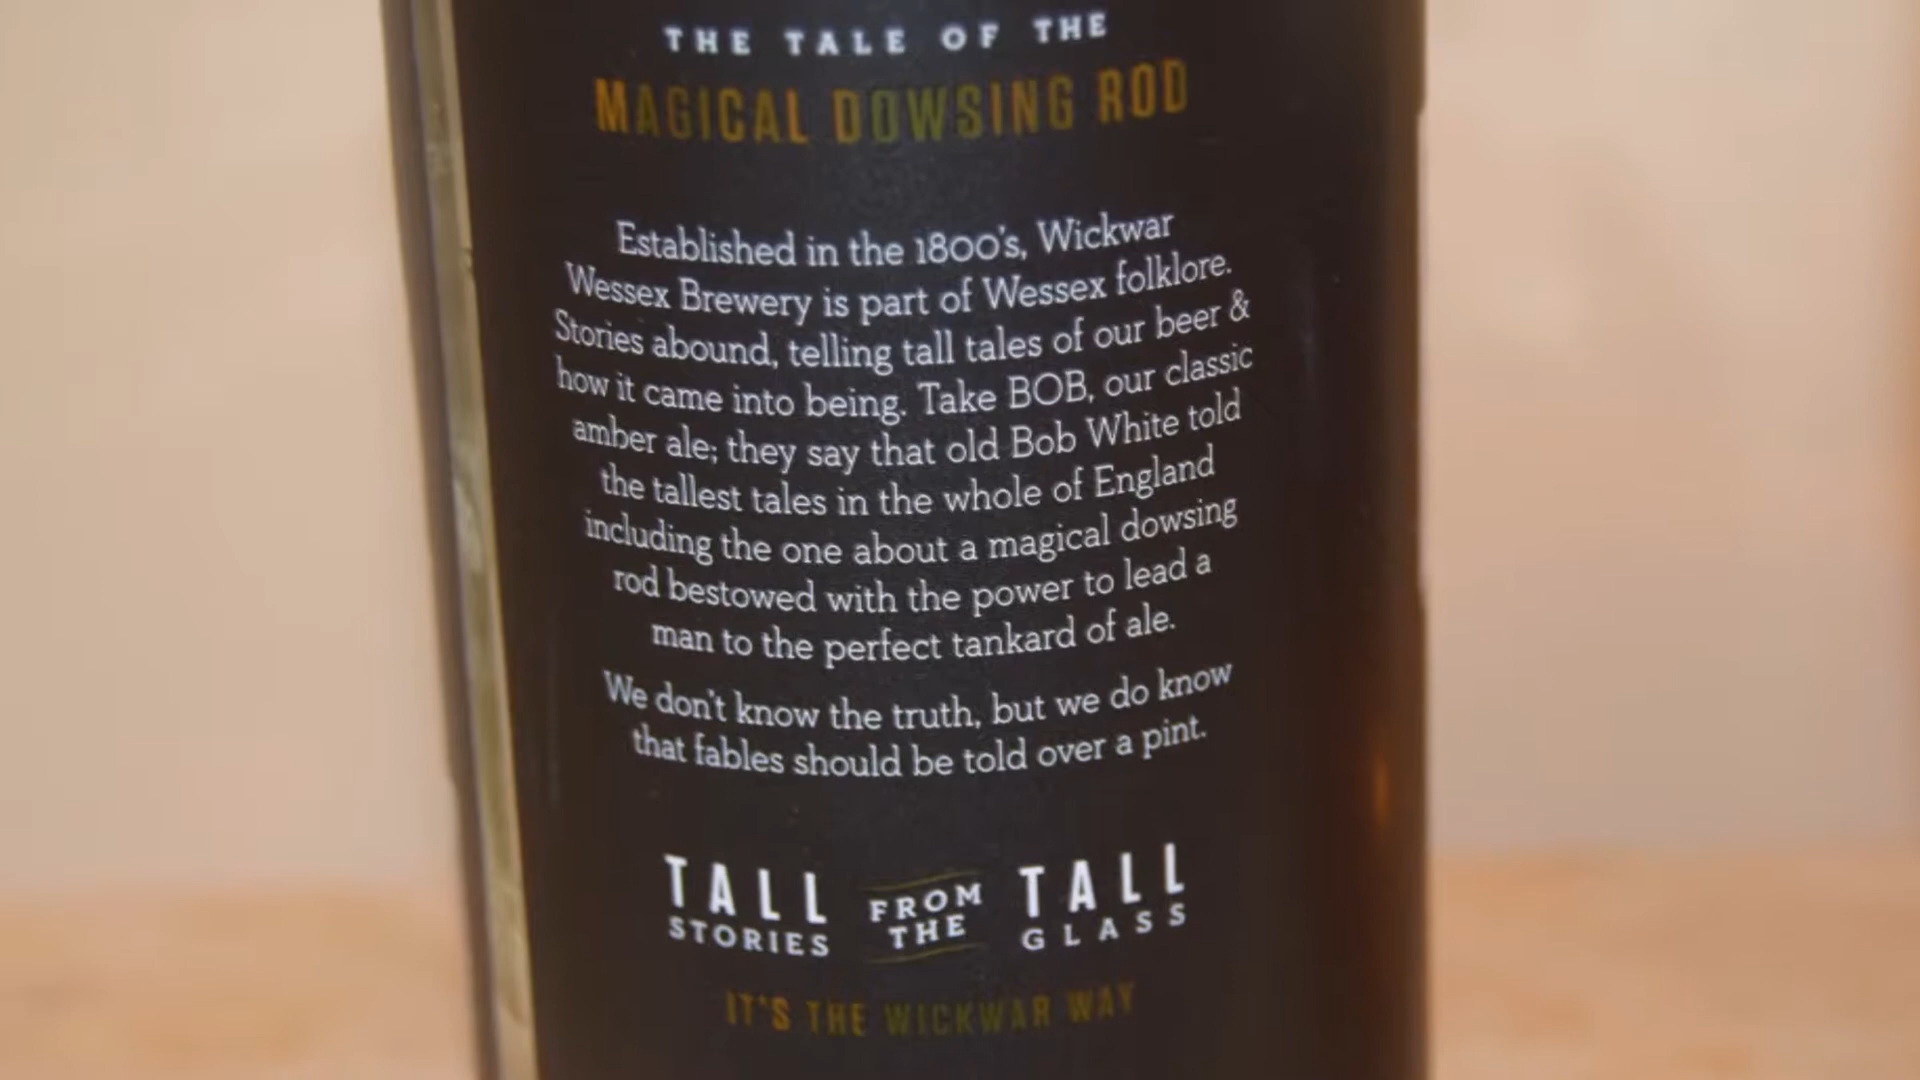 THE TALE OF THE
MAGICAL DOWSING ROD
Established in the 1800's, Wickwar
Wessex Brewery is part of Wessex folklore.
Stories abound, telling tall tales of our beer &
how it came into being. Take BOB, our classic
amber ale; they say that old Bob White told
the tallest tales in the whole of England
including the one about a magical dowsing
rod bestowed with the power to lead a
man to the perfect tankard of ale.
We don't know the truth, but we do know
that fables should be told over a pint.
TALL STORIES FROM THE TALL GLASS
IT'S THE WICKWAR WAY